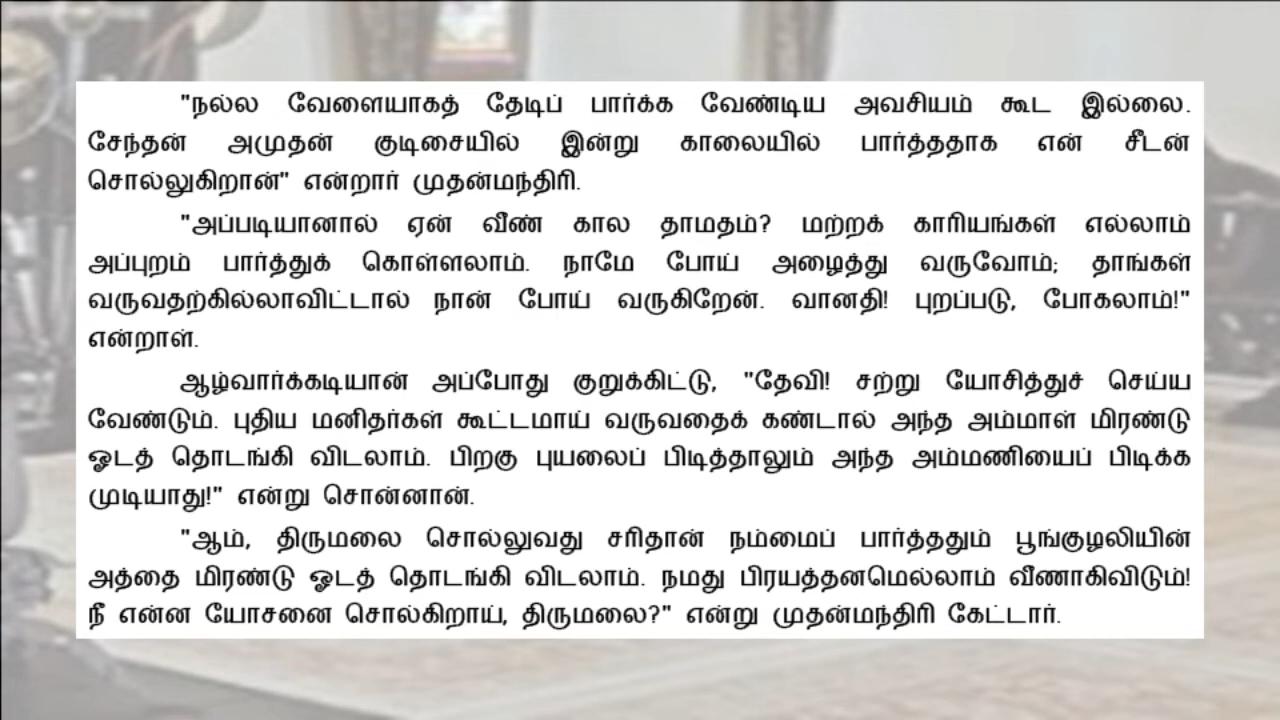 "நல்ல வேளையாகத் தேடிப் பார்க்க வேண்டிய அவசியம் கூட இல்லை.
சேந்தன் அமுதன் குடிசையில் இன்று காலையில் பார்த்ததாக என் சீடன்
சொல்லுகிறான்" என்றார் முதன்மந்திரி.
"அப்படியானால் ஏன் வீண் கால தாமதம்? மற்றக் காரியங்கள் எல்லாம்
அப்புறம் பார்த்துக் கொள்ளலாம். நாமே போய் அழைத்து வருவோம்; தாங்கள்
வருவதற்கில்லாவிட்டால் நான் போய் வருகிறேன். வானதி! புறப்படு, போகலாம்!"
என்றாள்.
ஆழ்வார்க்கடியான் அப்போது குறுக்கிட்டு, "தேவி! சற்று யோசித்துச் செய்ய
வேண்டும். புதிய மனிதர்கள் கூட்டமாய் வருவதைக் கண்டால் அந்த அம்மாள் மிரண்டு
ஓடத் தொடங்கி விடலாம். பிறகு புயலைப் பிடித்தாலும் அந்த அம்மணியைப் பிடிக்க
முடியாது!" என்று சொன்னான்.
"ஆம், திருமலை சொல்லுவது சரிதான் நம்மைப் பார்த்ததும் பூங்குழலியின்
அத்தை மிரண்டு ஓடத் தொடங்கி விடலாம். நமது பிரயத்தனமெல்லாம் வீணாகிவிடும்!
நீ என்ன யோசனை சொல்கிறாய், திருமலை?" என்று முதன்மந்திரி கேட்டார்.